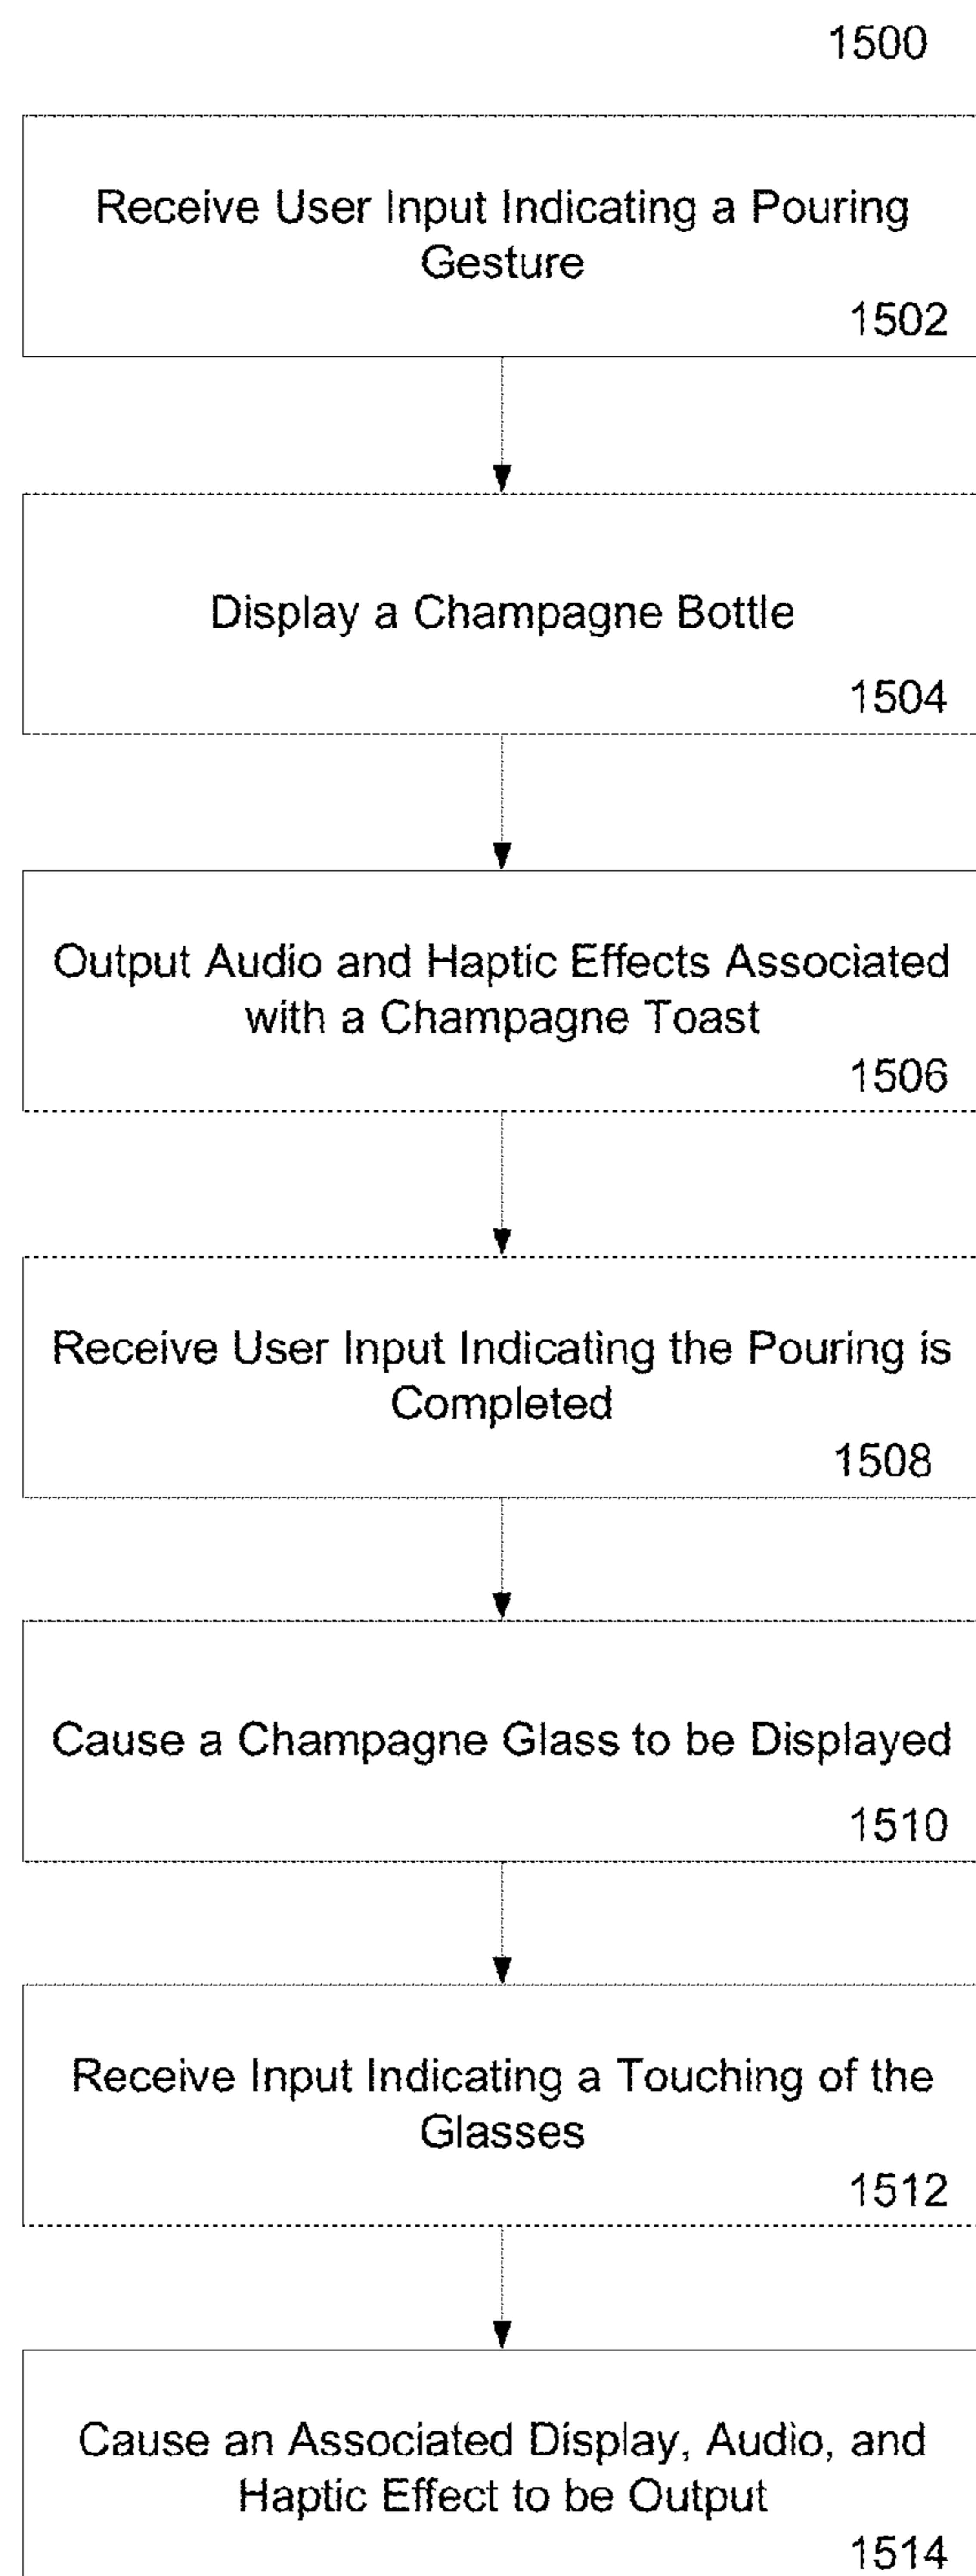 1500
Receive User Input Indicating a Pouring
Gesture
1502
Display a Champagne Bottle
1504
Output Audio and Haptic Effects Associated
with a Champagne Toast
1506
Receive User Input Indicating the Pouring is
Completed
1508
Cause a Champagne Glass to be Displayed
1510
Receive Input Indicating a Touching of the
Glasses
1512
Cause an Associated Display, Audio, and
Haptic Effect to be Output
1514